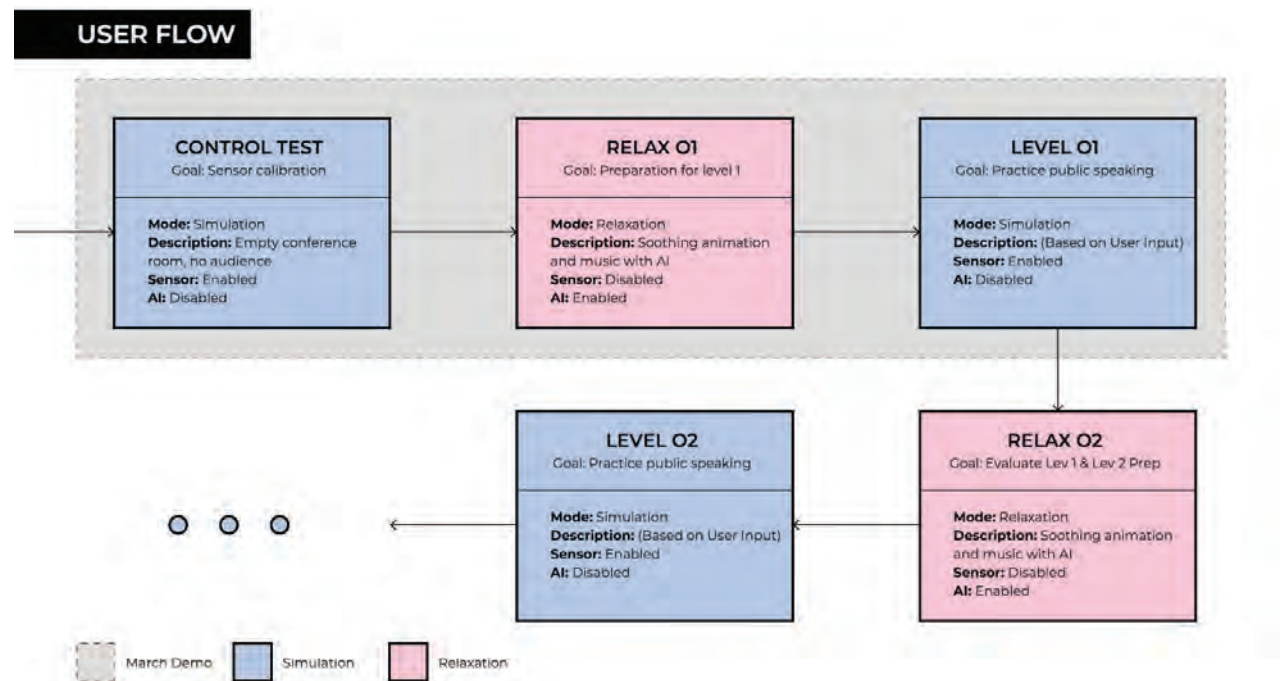 USER FLOW
CONTROL TEST
Goal: Sensor calibration
Mode: Simulation
Description: Empty conference
room, no audience
Sensor: Enabled
AI: Disabled
RELAX 01
Goal: Preparation for level 1
Mode: Relaxation
Description: Soothing animation
and music with AI
Sensor: Disabled
AI: Enabled
LEVEL 01
Goal: Practice public speaking
Mode: Simulation
Description: (Based on User Input)
Sensor: Enabled
AI: Disabled
LEVEL 02
Goal: Practice public speaking
Mode: Simulation
Description: (Based on User Input)
Sensor: Enabled
AI: Disabled
RELAX 02
Goal: Evaluate Lev 1 & Lev 2 Prep
Mode: Relaxation
Description: Soothing animation
and music with AI
Sensor: Disabled
AI: Enabled
March Demo
Simulation
Relaxation